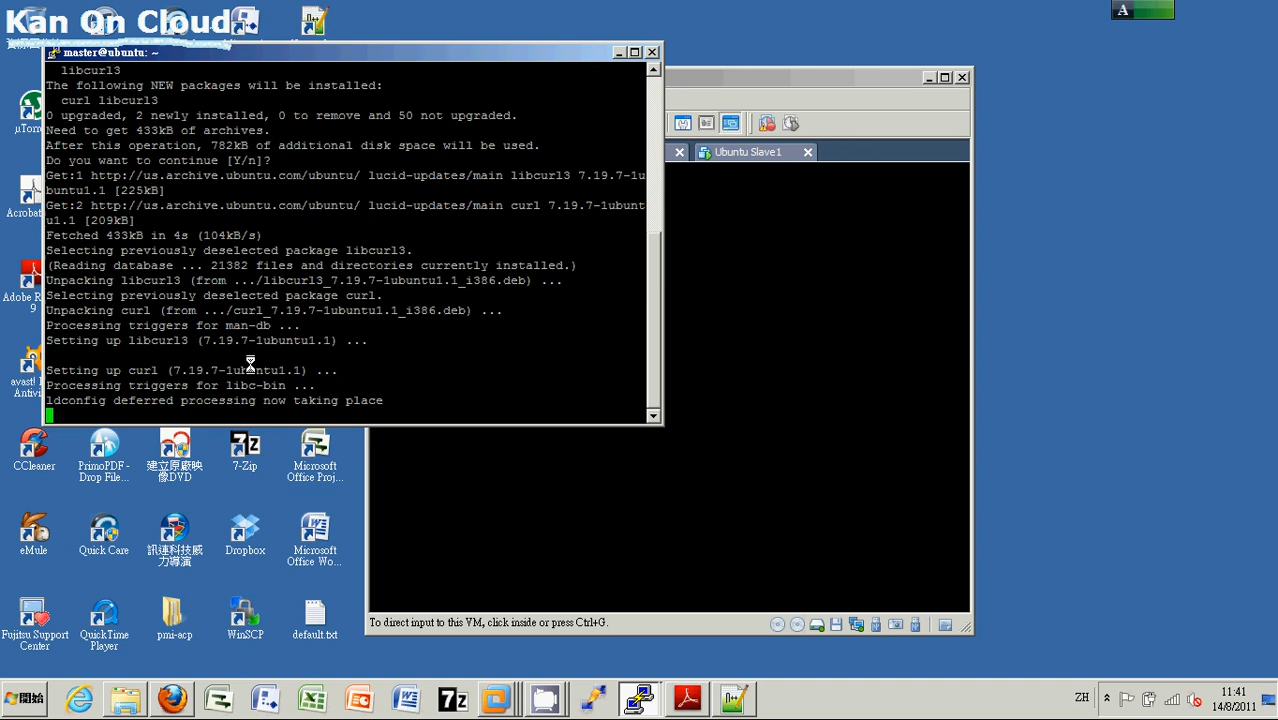 Kan On Cloud
A
master@ubuntu: ~
libcurl3
The following NEW packages will be installed:
curl libcurl3
0 upgraded, 2 newly installed, 0 to remove and 50 not upgraded.
Need to get 433kB of archives.
After this operation, 782kB of additional disk space will be used.
Do you want to continue [Y/n]?
Get:1 http://us.archive.ubuntu.com/ubuntu/ lucid-updates/main libcurl3 7.19.7-1u
buntu1.1 [225kB]
Get:2 http://us.archive.ubuntu.com/ubuntu/ lucid-updates/main curl 7.19.7-1ubunt
u1.1 [209kB]
Fetched 433kB in 4s (104kB/s)
Selecting previously deselected package libcurl3.
(Reading database ... 21382 files and directories currently installed.)
Unpacking libcurl3 (from .../libcurl3_7.19.7-1ubuntu1.1_i386.deb) ...
Selecting previously deselected package curl.
Unpacking curl (from .../curl_7.19.7-1ubuntu1.1_i386.deb) ...
Processing triggers for man-db ...
Setting up libcurl3 (7.19.7-1ubuntu1.1) ...
Setting up curl (7.19.7-1ubuntu1.1) ...
Processing triggers for libc-bin ...
ldconfig deferred processing now taking place
Ubuntu Slave1
µTorre
Acrobat
Adobe R
9
avast! F
CCleaner
PrimoPDF -
Drop File...
建立原廠映
像DVD
7-Zip
Microsoft
Office Proj...
eMule
Quick Care
訊連科技威
力導演
Dropbox
Microsoft
Office Wo...
Fujitsu Support
Center
QuickTime
Player
pmi-acp
WinSCP
default.txt
To direct input to this VM, click inside or press Ctrl+G.
開始
7z
ZH
11:41
14/8/2011